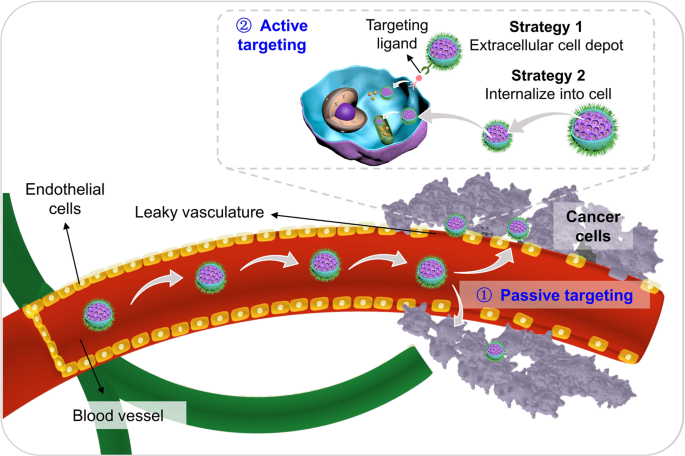 ② Active
targeting
Targeting
ligand
Strategy 1
Extracellular cell depot
Strategy 2
Internalize into cell
Endothelial
cells
Leaky vasculature
Cancer
cells
① Passive targeting
Blood vessel